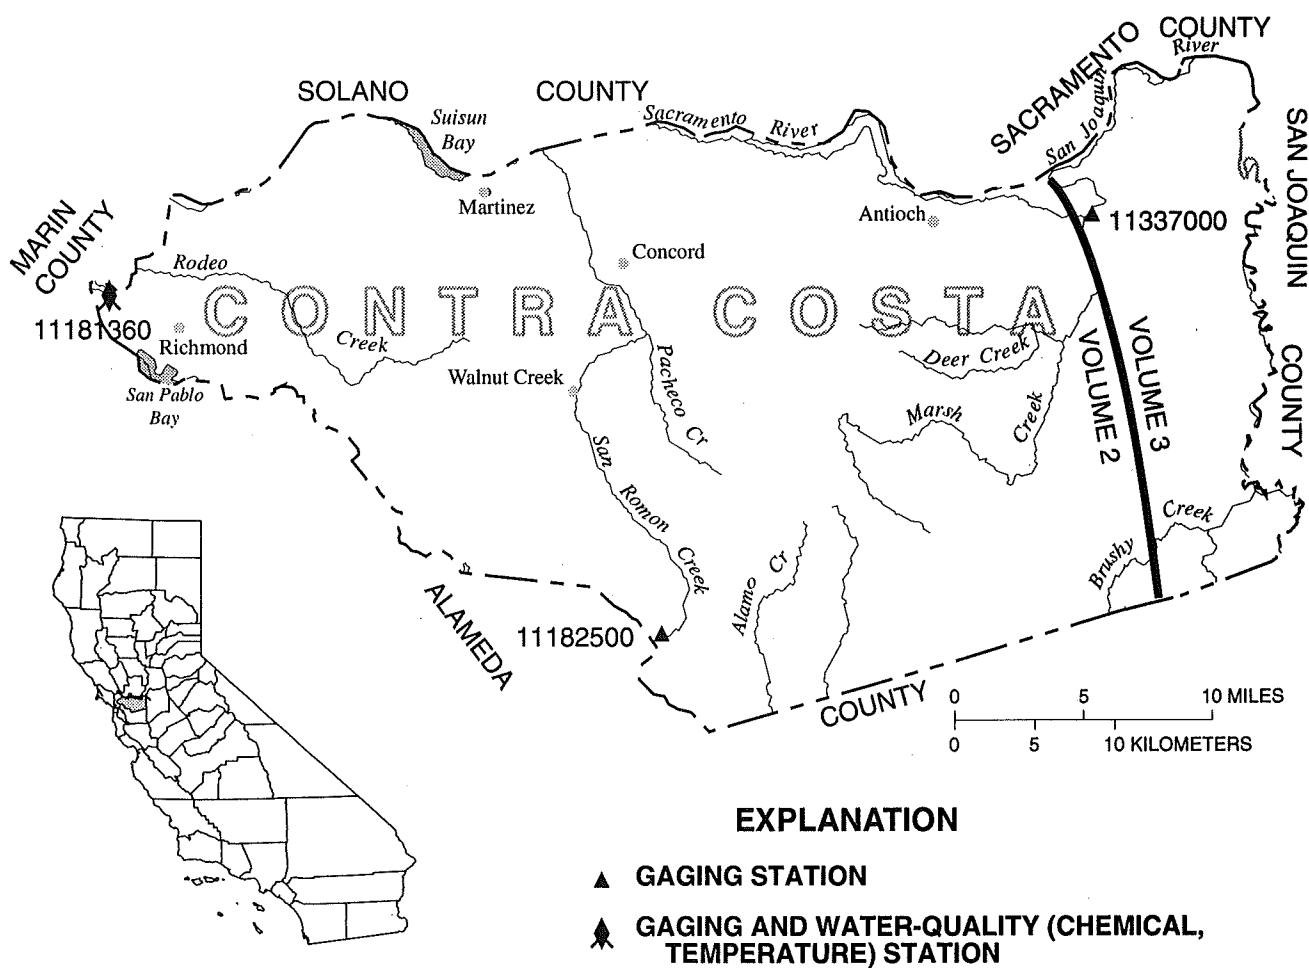 SACRAMENTO COUNTY
River
SOLANO COUNTY
Suisun
Bay
Sacramento River
San Joaquin
SAN JOAQUIN COUNTY
MARIN
COUNTY
Martinez
Antioch
11337000
Rodeo
Concord
CONTRA COSTA
11181360
Richmond
Creek
Walnut Creek
Pacheco Cr
Deer Creek
VOLUME 2
VOLUME 3
San Pablo
Bay
Marsh
Creek
San Romon Creek
Brushy Creek
Alamo Cr
ALAMEDA
11182500
COUNTY
0 5 10 MILES
0 5 10 KILOMETERS
EXPLANATION
GAGING STATION
GAGING AND WATER-QUALITY (CHEMICAL,
TEMPERATURE) STATION